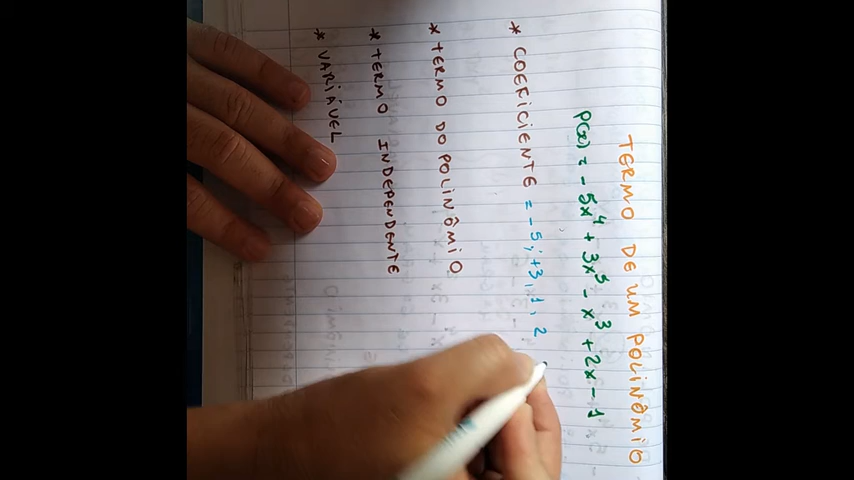 TERMO DE UM POLINÔMIO
P(x) = - 5x⁴ + 3x⁵ - x³ + 2x - 1
* COEFICIENTE = - 5, +3, 1, 2
* TERMO DO POLINÔMIO
* TERMO INDEPENDENTE
* VARIÁVEL